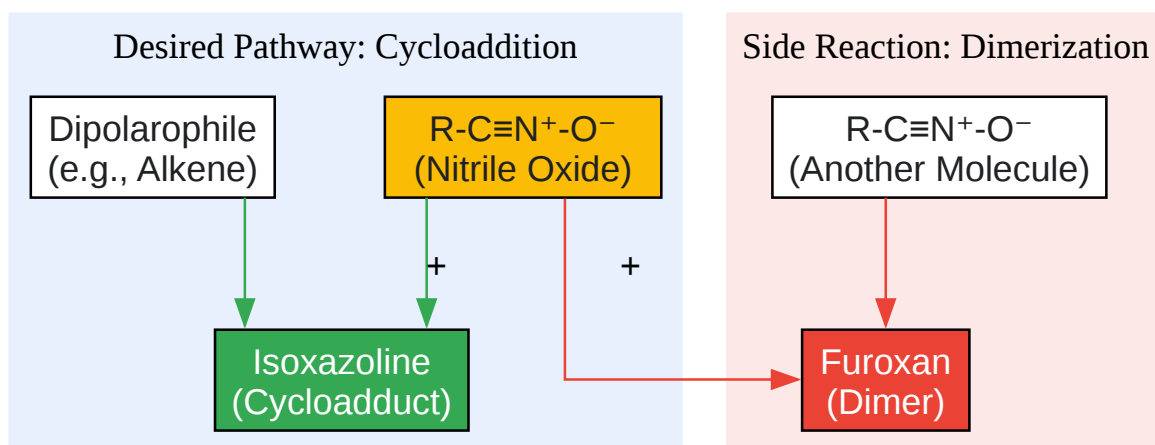 Desired Pathway: Cycloaddition
Side Reaction: Dimerization
Dipolarophile
(e.g., Alkene)
R-C≡N⁺-O⁻
(Nitrile Oxide)
R-C≡N⁺-O⁻
(Another Molecule)
+
+
Isoxazoline
(Cycloadduct)
Furoxan
(Dimer)